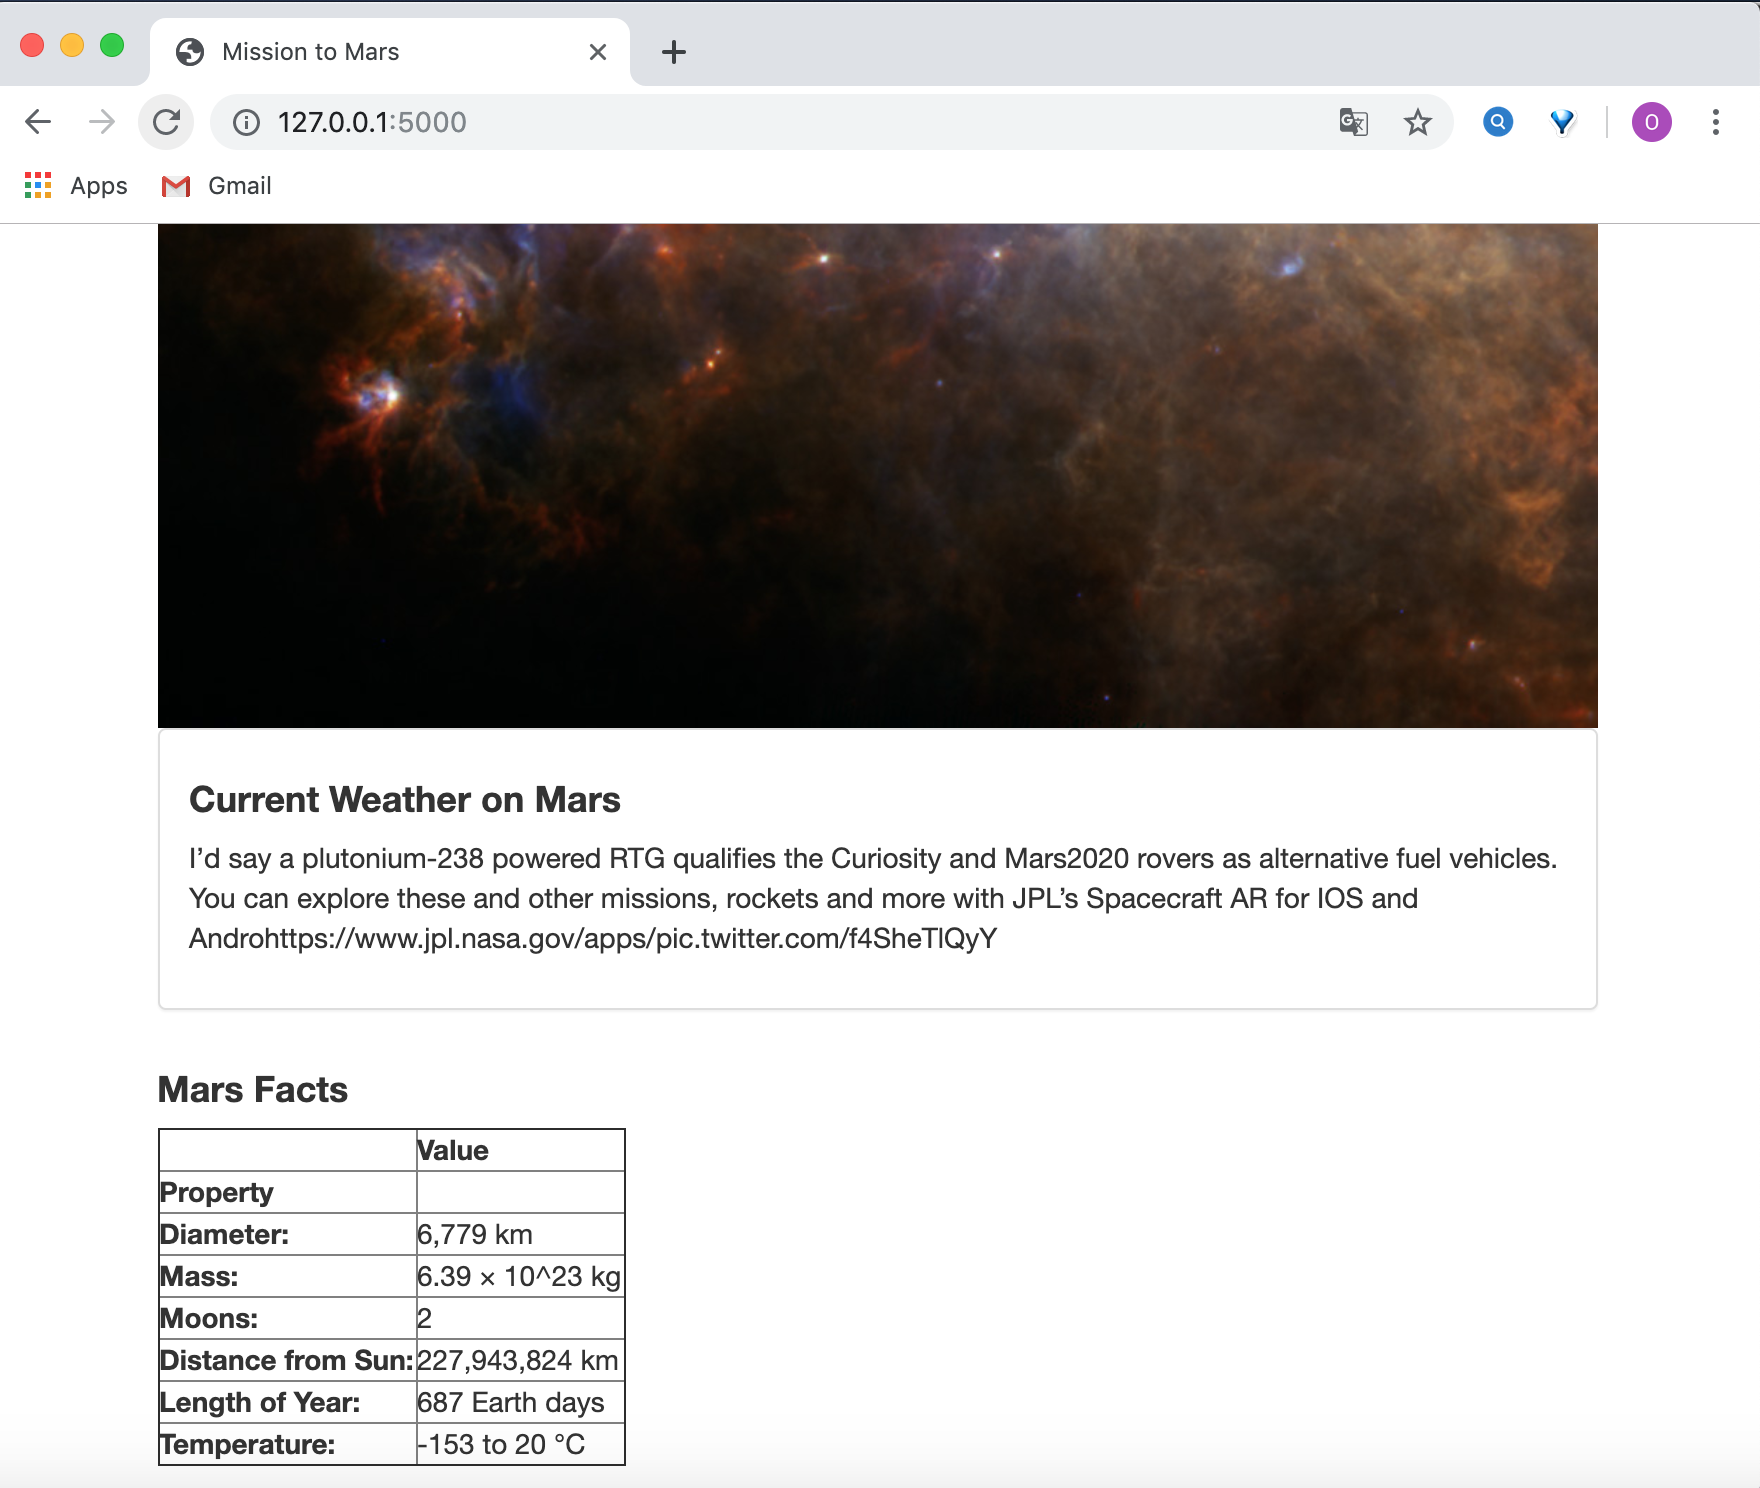 Mission to Mars
127.0.0.1:5000
O
Apps Gmail
Current Weather on Mars
I’d say a plutonium-238 powered RTG qualifies the Curiosity and Mars2020 rovers as alternative fuel vehicles.
You can explore these and other missions, rockets and more with JPL’s Spacecraft AR for IOS and
Androhttps://www.jpl.nasa.gov/apps/pic.twitter.com/f4SheTlQyY
Mars Facts
Value
Property
Diameter: 6,779 km
Mass: 6.39 × 10^23 kg
Moons: 2
Distance from Sun: 227,943,824 km
Length of Year: 687 Earth days
Temperature: -153 to 20 °C